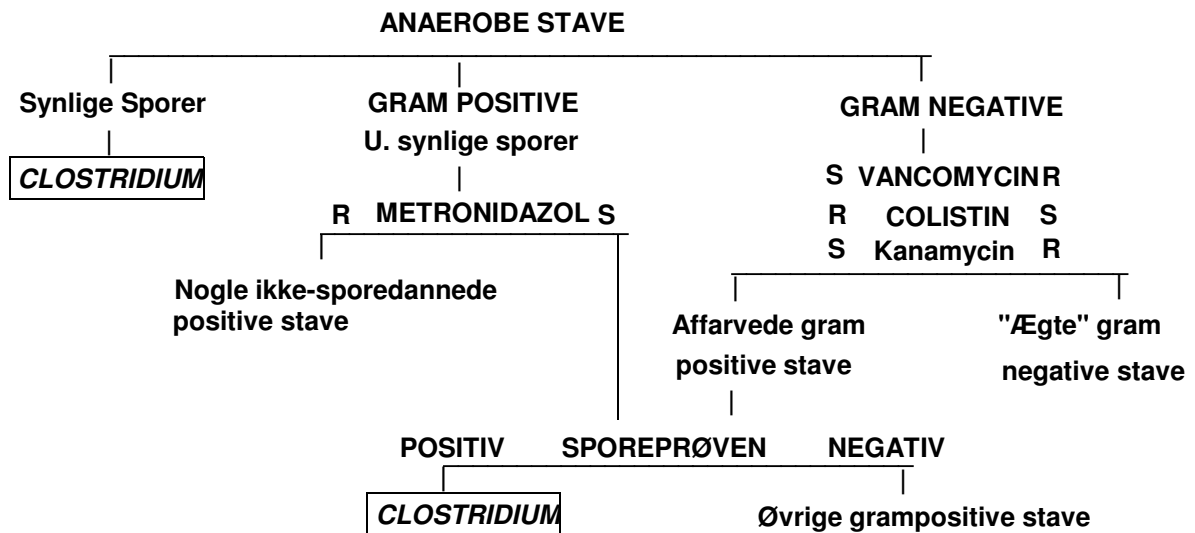 ANAEROBE STAVE
Synlige Sporer
GRAM POSITIVE
GRAM NEGATIVE
U. synlige sporer
CLOSTRIDIUM
S VANCOMYCIN R
R METRONIDAZOL S
R COLISTIN S
S Kanamycin R
Nogle ikke-sporedannede
positive stave
Affarvede gram
positive stave
"Ægte" gram
negative stave
POSITIV SPOREPRØVEN NEGATIV
CLOSTRIDIUM
Øvrige grampositive stave